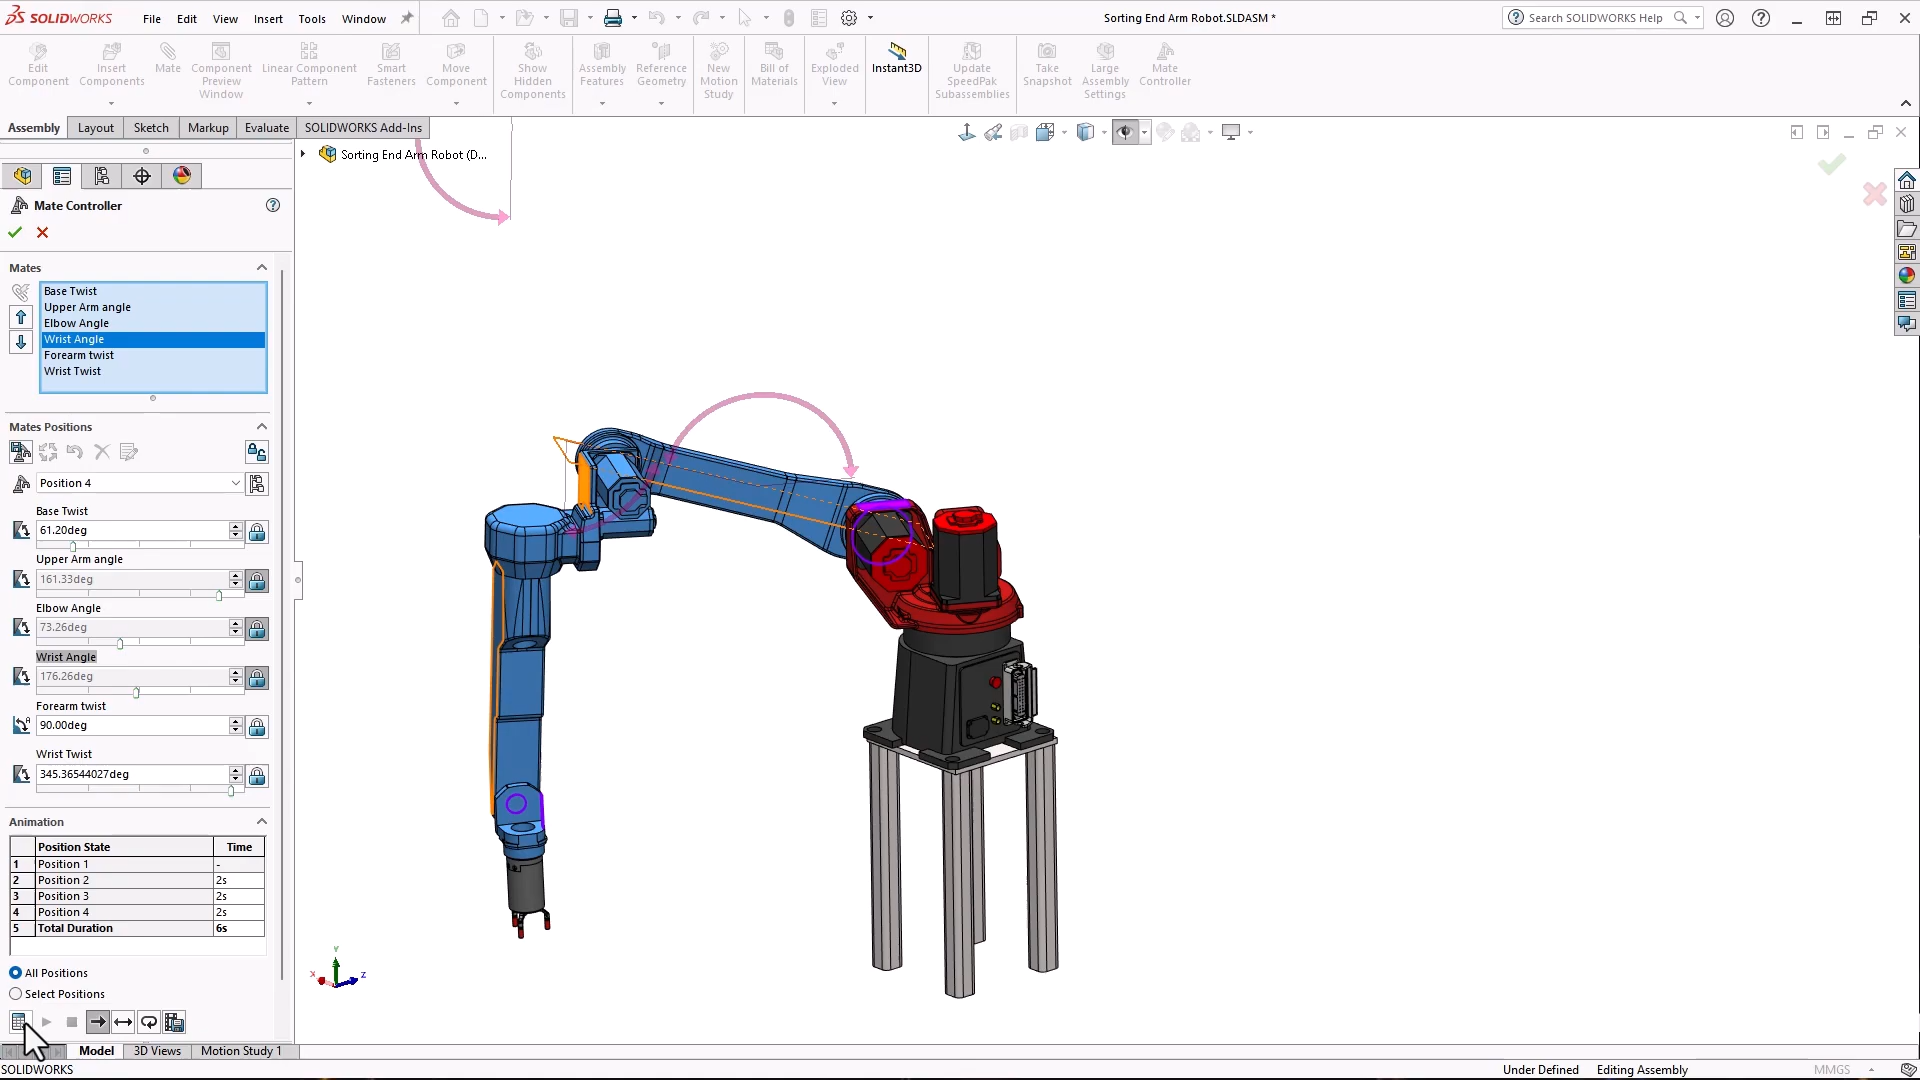 SOLIDWORKS
File
Edit
View
Insert
Tools
Window
Sorting End Arm Robot.SLDASM *
Search SOLIDWORKS Help
Edit
Component
Insert
Components
Mate
Component
Preview
Window
Linear Component
Pattern
Smart
Fasteners
Move
Component
Show
Hidden
Components
Assembly
Features
Reference
Geometry
New
Motion
Study
Bill of
Materials
Exploded
View
Instant3D
Update
SpeedPak
Subassemblies
Take
Snapshot
Large
Assembly
Settings
Mate
Controller
Assembly
Layout
Sketch
Markup
Evaluate
SOLIDWORKS Add-Ins
Sorting End Arm Robot (D...
Mate Controller
Mates
Base Twist
Upper Arm angle
Elbow Angle
Wrist Angle
Forearm twist
Wrist Twist
Mates Positions
Position 4
Base Twist
61.20deg
Upper Arm angle
161.33deg
Elbow Angle
73.26deg
Wrist Angle
176.26deg
Forearm twist
90.00deg
Wrist Twist
345.36544027deg
Animation
Position State Time
1 Position 1 -
2 Position 2 2s
3 Position 3 2s
4 Position 4 2s
5 Total Duration 6s
All Positions
Select Positions
Y
X
Z
Model
3D Views
Motion Study 1
SOLIDWORKS
Under Defined
Editing Assembly
MMGS